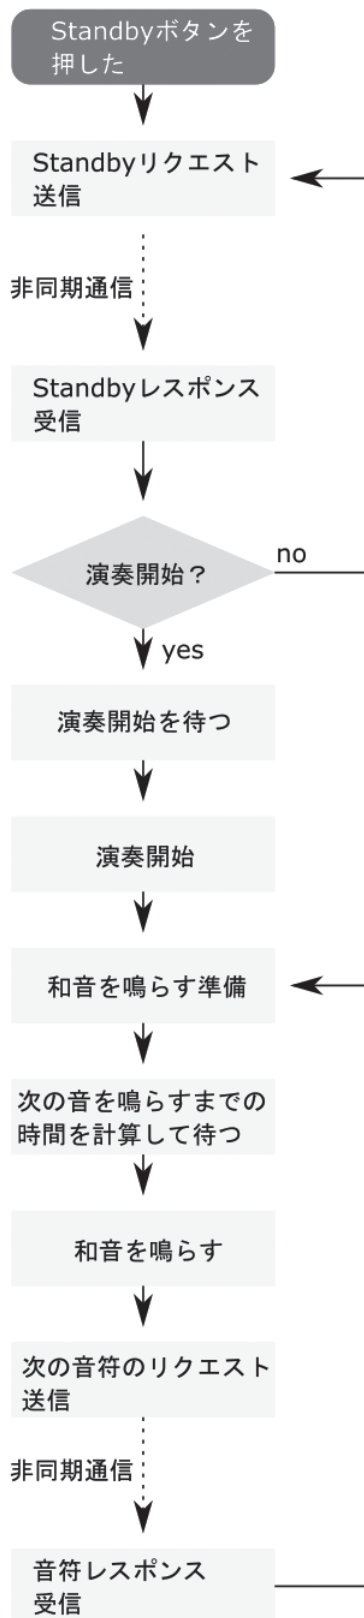 Standbyボタンを
押した
Standbyリクエスト
送信
非同期通信
Standbyレスポンス
受信
演奏開始？
no
yes
演奏開始を待つ
演奏開始
和音を鳴らす準備
次の音を鳴らすまでの
時間を計算して待つ
和音を鳴らす
次の音符のリクエスト
送信
非同期通信
音符レスポンス
受信